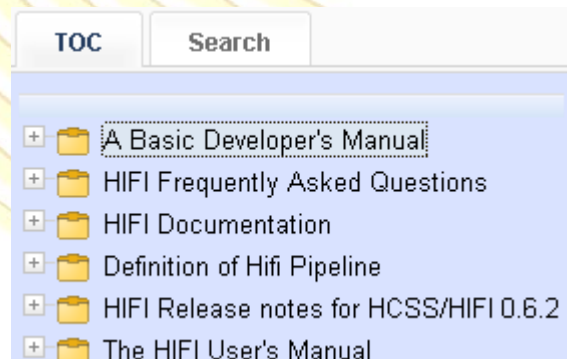 TOC Search
A Basic Developer's Manual
HIFI Frequently Asked Questions
HIFI Documentation
Definition of Hifi Pipeline
HIFI Release notes for HCSS/HIFI 0.6.2
The HIFI User's Manual